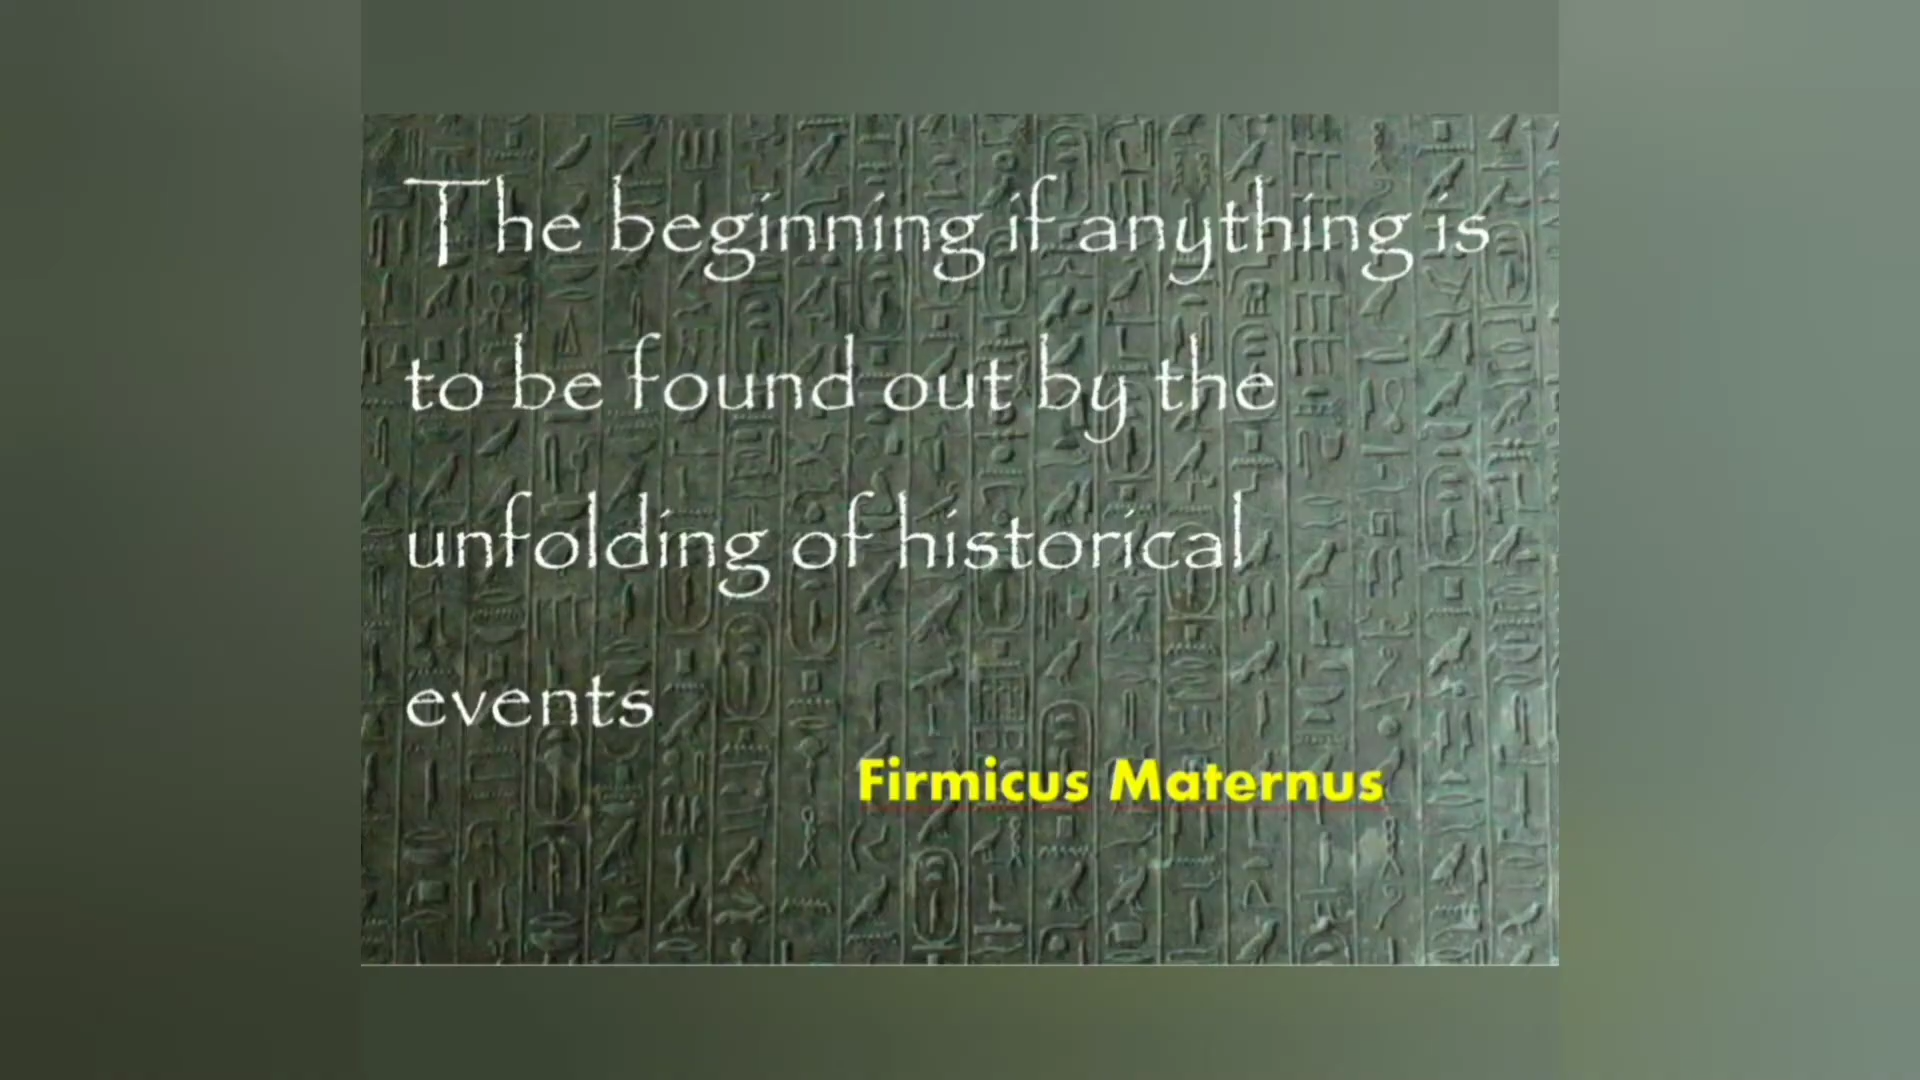 The beginning if anything is
to be found out by the
unfolding of historical
events
Firmicus Maternus